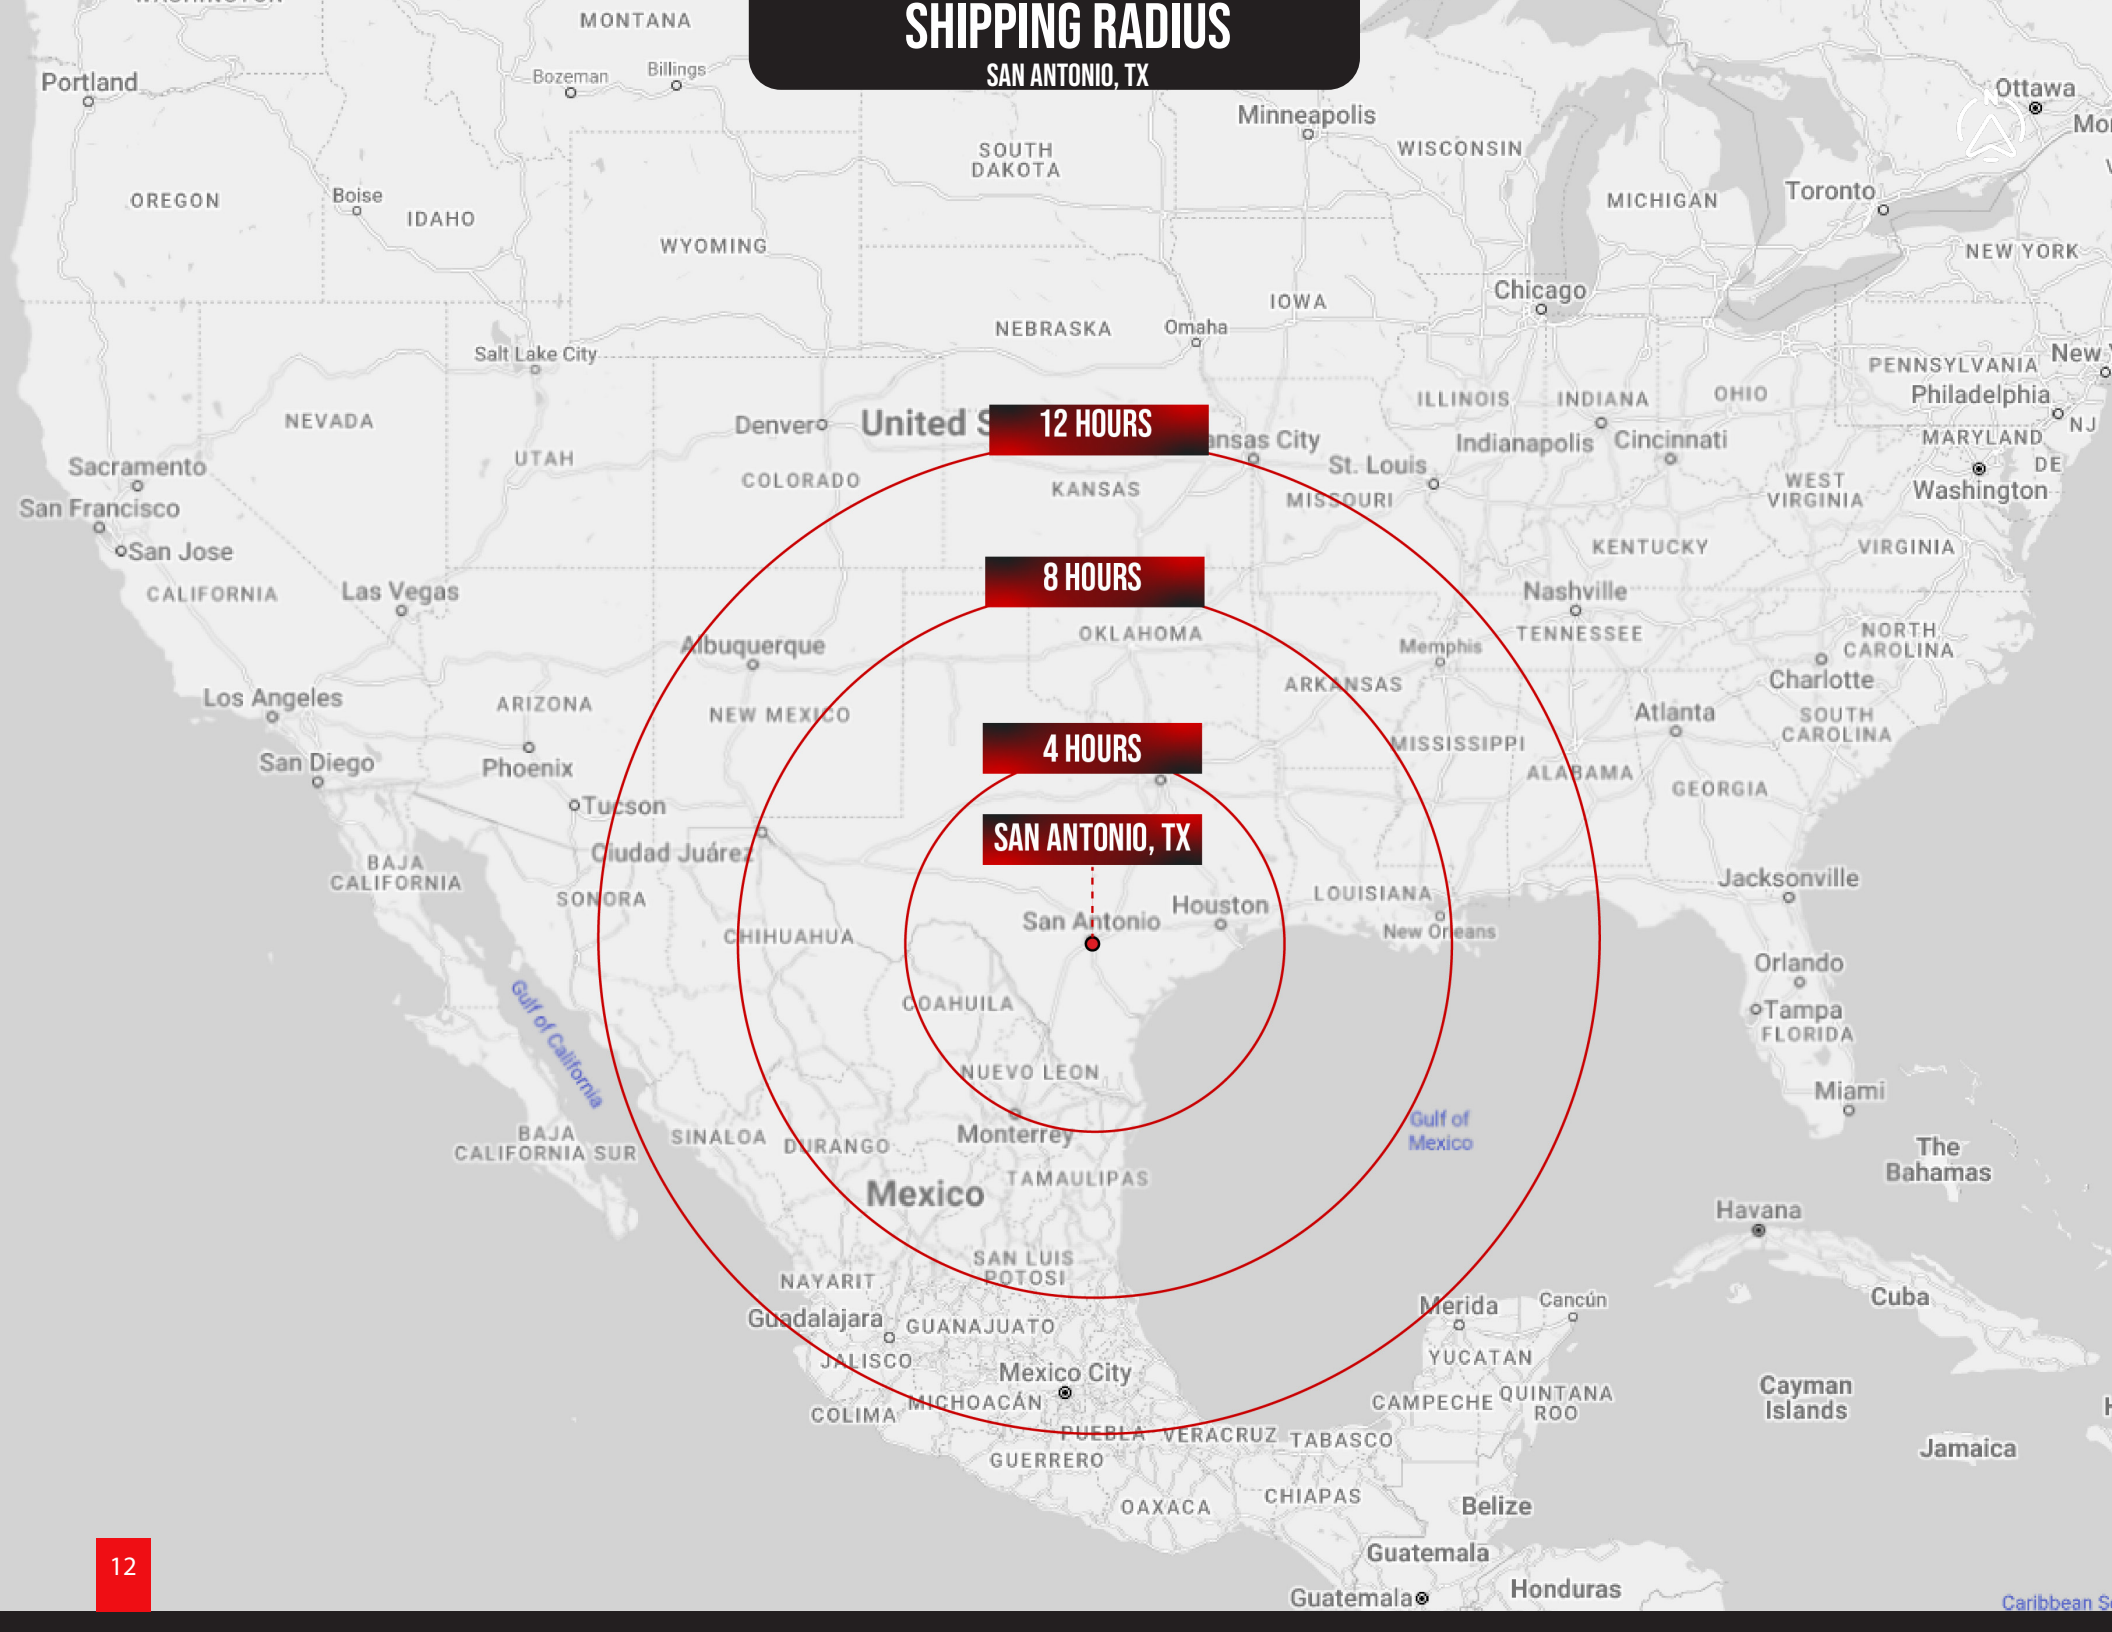 SHIPPING RADIUS
SAN ANTONIO, TX
MONTANA
Portland
Bozeman
Billings
Minneapolis
Ottawa
N
SOUTH
DAKOTA
WISCONSIN
OREGON
Boise
IDAHO
MICHIGAN
Toronto
WYOMING
NEW YORK
Chicago
IOWA
NEBRASKA
Omaha
Salt Lake City
PENNSYLVANIA
New
Philadelphia
ILLINOIS
INDIANA
OHIO
NEVADA
Denver
United S
12 HOURS
ansas City
Indianapolis
Cincinnati
MARYLAND
NJ
UTAH
Sacramento
St. Louis
DE
COLORADO
KANSAS
MISSOURI
WEST
VIRGINIA
Washington
San Francisco
San Jose
KENTUCKY
VIRGINIA
8 HOURS
CALIFORNIA
Las Vegas
Nashville
OKLAHOMA
TENNESSEE
NORTH
CAROLINA
Albuquerque
Memphis
Charlotte
Los Angeles
ARIZONA
NEW MEXICO
ARKANSAS
Atlanta
SOUTH
CAROLINA
4 HOURS
MISSISSIPPI
San Diego
Phoenix
ALABAMA
GEORGIA
Tucson
SAN ANTONIO, TX
Ciudad Juárez
BAJA
CALIFORNIA
SONORA
LOUISIANA
Jacksonville
San Antonio
Houston
New Orleans
CHIHUAHUA
Orlando
COAHUILA
Tampa
FLORIDA
Gulf of California
NUEVO LEON
Miami
Monterrey
Gulf of
Mexico
BAJA
CALIFORNIA SUR
SINALOA
DURANGO
The
Bahamas
TAMAULIPAS
Mexico
Havana
SAN LUIS
POTOSI
NAYARIT
Merida
Cancún
Cuba
Guadalajara
GUANAJUATO
JALISCO
YUCATAN
Mexico City
MICHOACÁN
CAMPECHE
QUINTANA
ROO
Cayman
Islands
COLIMA
PUEBLA
VERACRUZ
TABASCO
Jamaica
GUERRERO
OAXACA
CHIAPAS
Belize
Guatemala
12
Honduras
Guatemala
Caribbean S